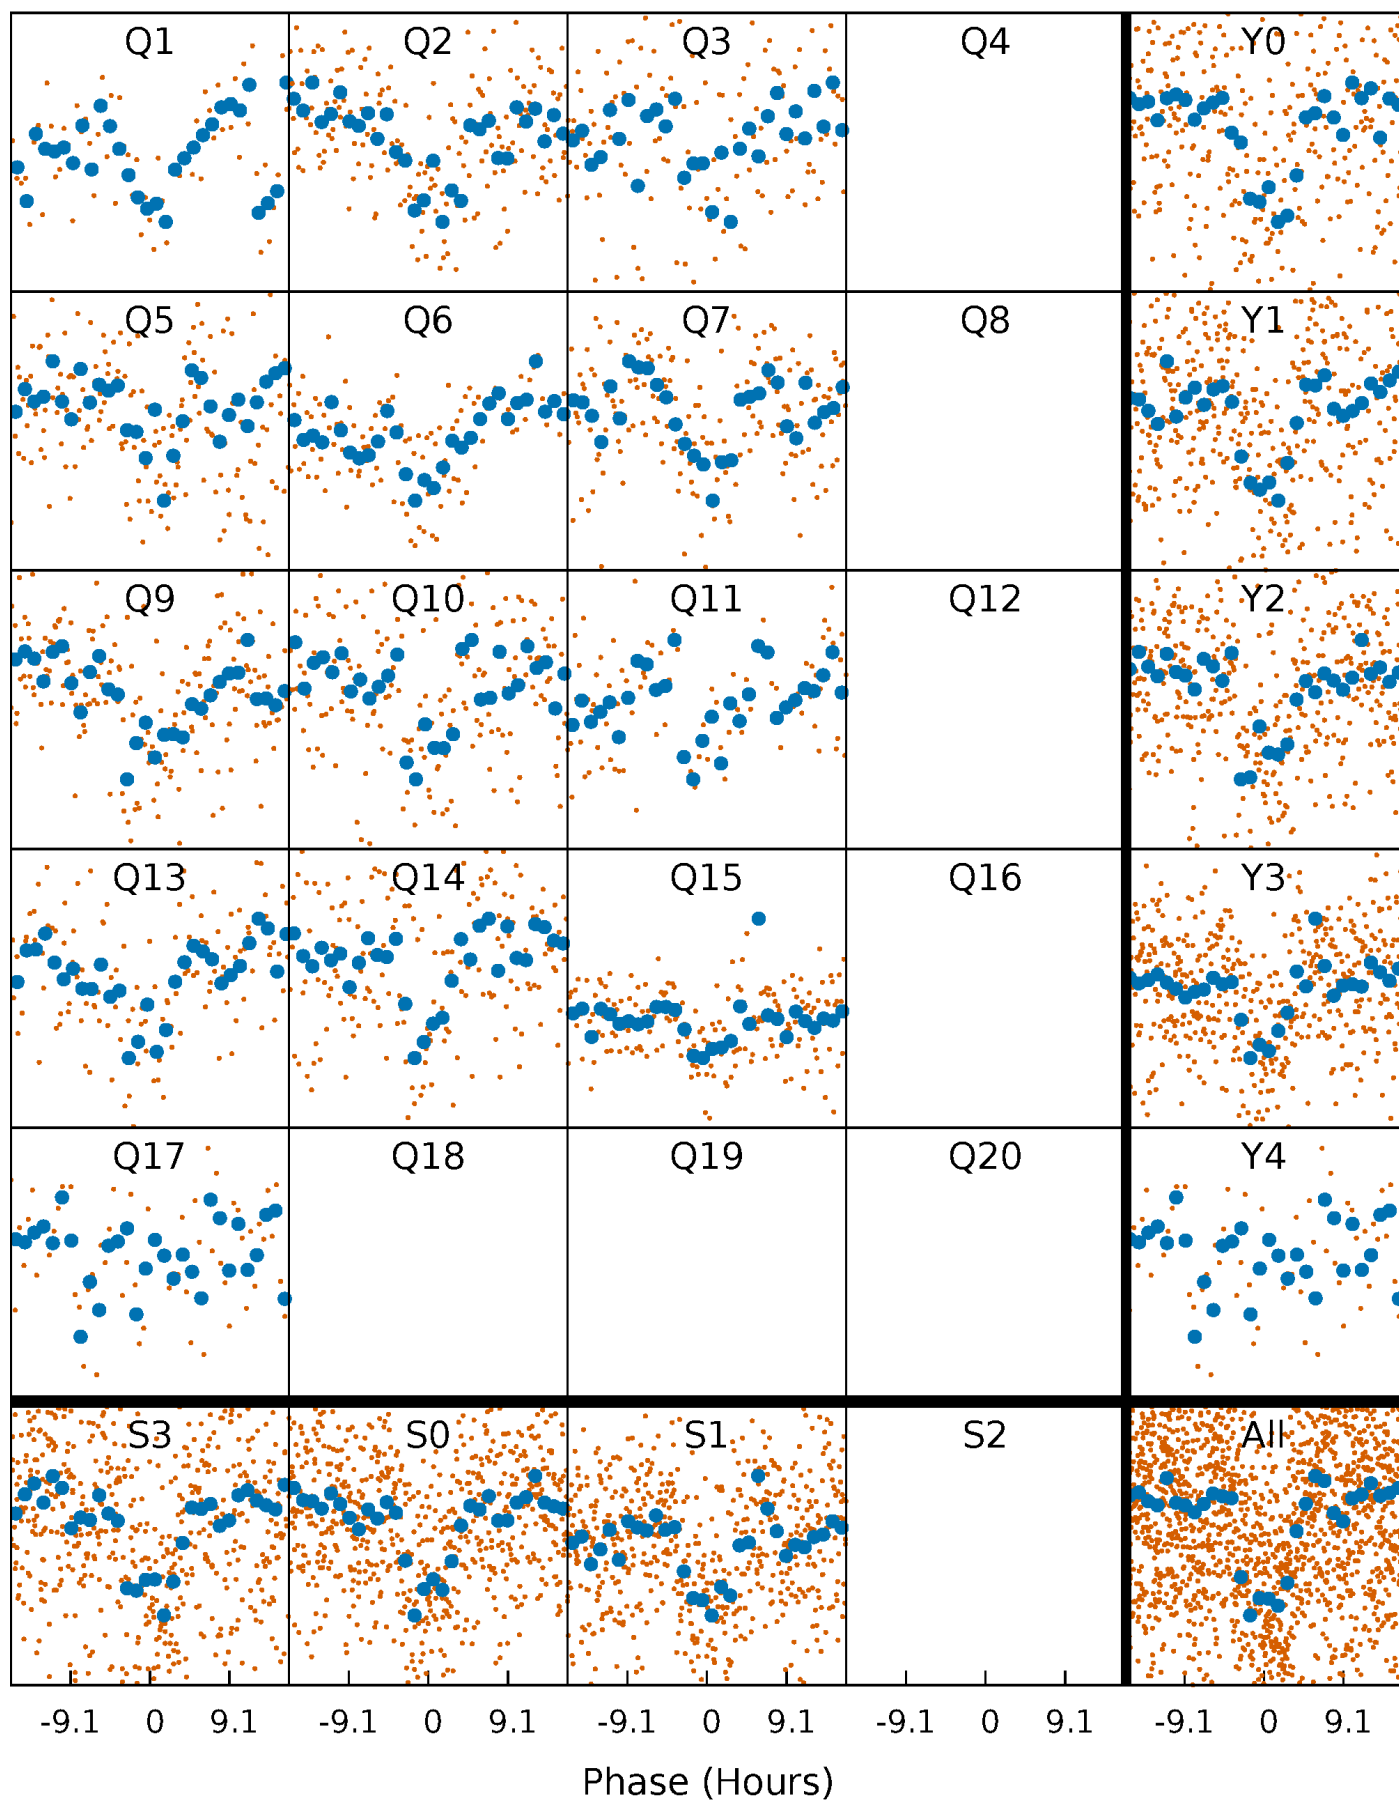 Q1 Q2 Q3 Q4 Y0
Q5 Q6 Q7 Q8 Y1
Q9 Q10 Q11 Q12 Y2
Q13 Q14 Q15 Q16 Y3
Q17 Q18 Q19 Q20 Y4
S3 S0 S1 S2 All
-9.1 0 9.1 -9.1 0 9.1 -9.1 0 9.1 -9.1 0 9.1 -9.1 0 9.1
Phase (Hours)